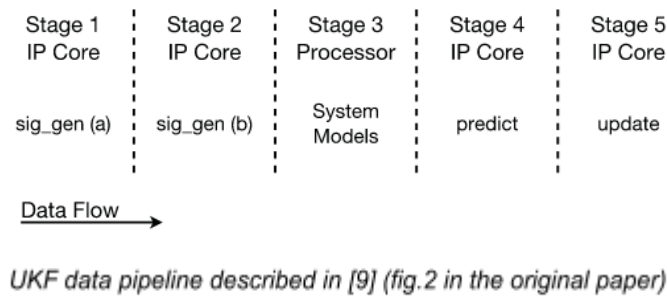 Stage 1 Stage 2 Stage 3 Stage 4 Stage 5
IP Core IP Core Processor IP Core IP Core
sig_gen (a) sig_gen (b) System Models predict update
Data Flow
UKF data pipeline described in [9] (fig.2 in the original paper)